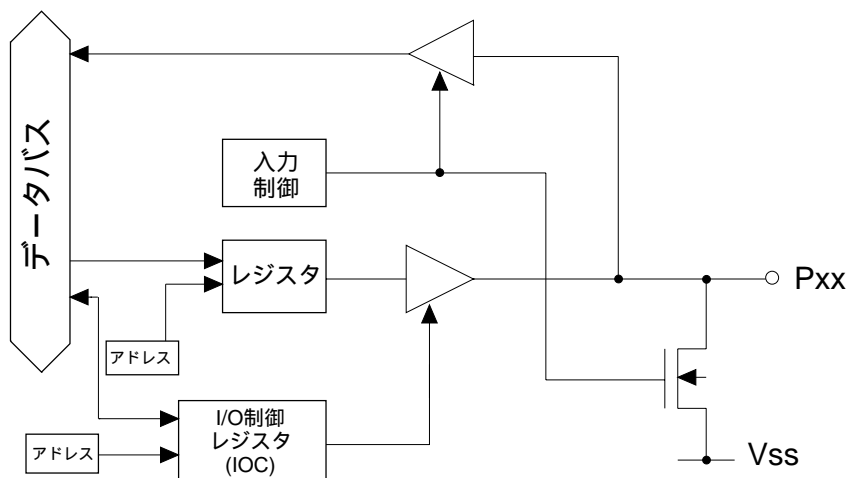 データバス
入力
制御
レジスタ
Pxx
アドレス
I/O制御
レジスタ
(IOC)
アドレス
Vss